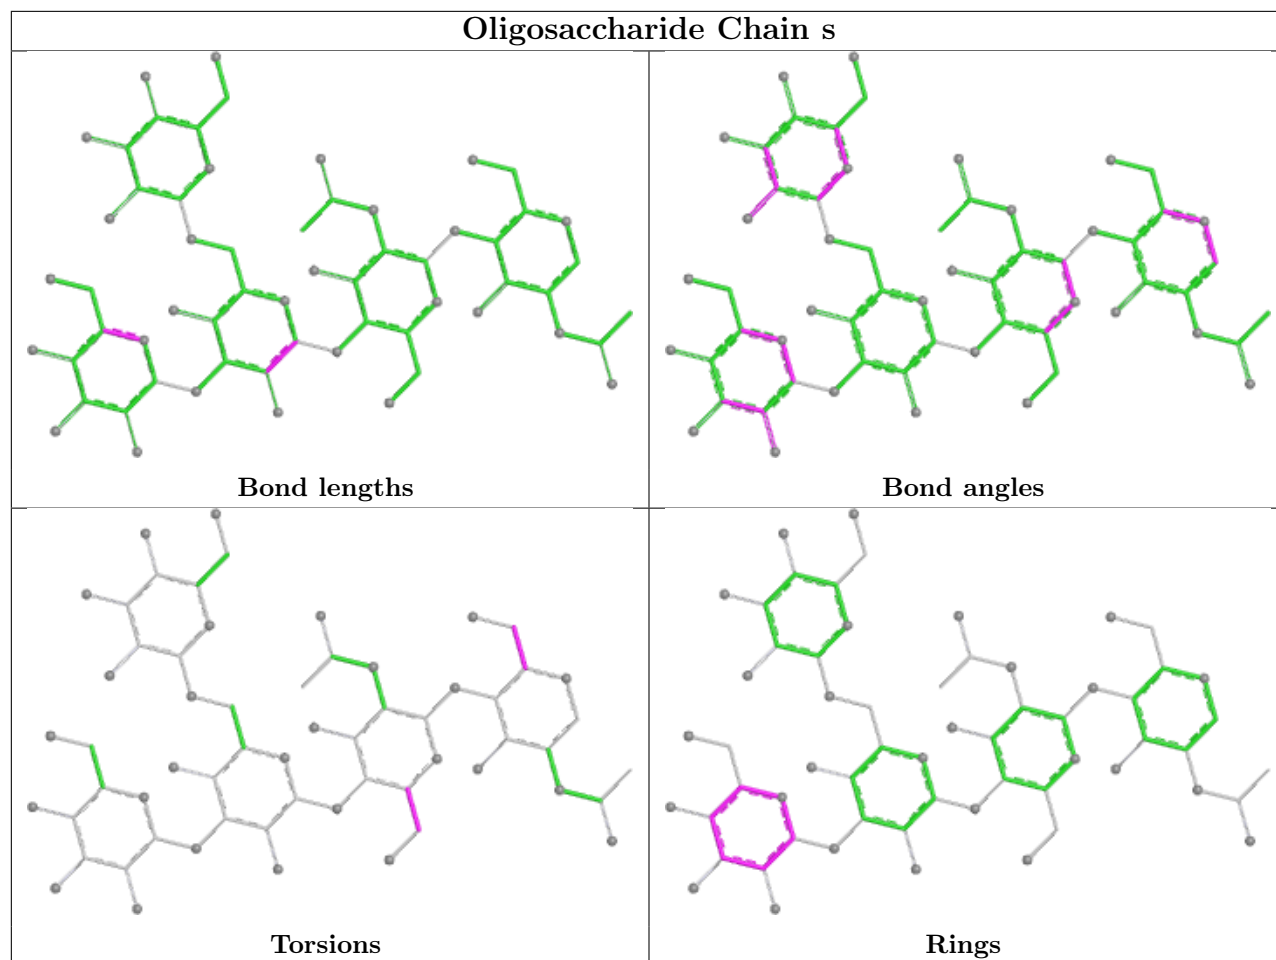 Oligosaccharide Chain s
Bond lengths
Bond angles
Torsions
Rings